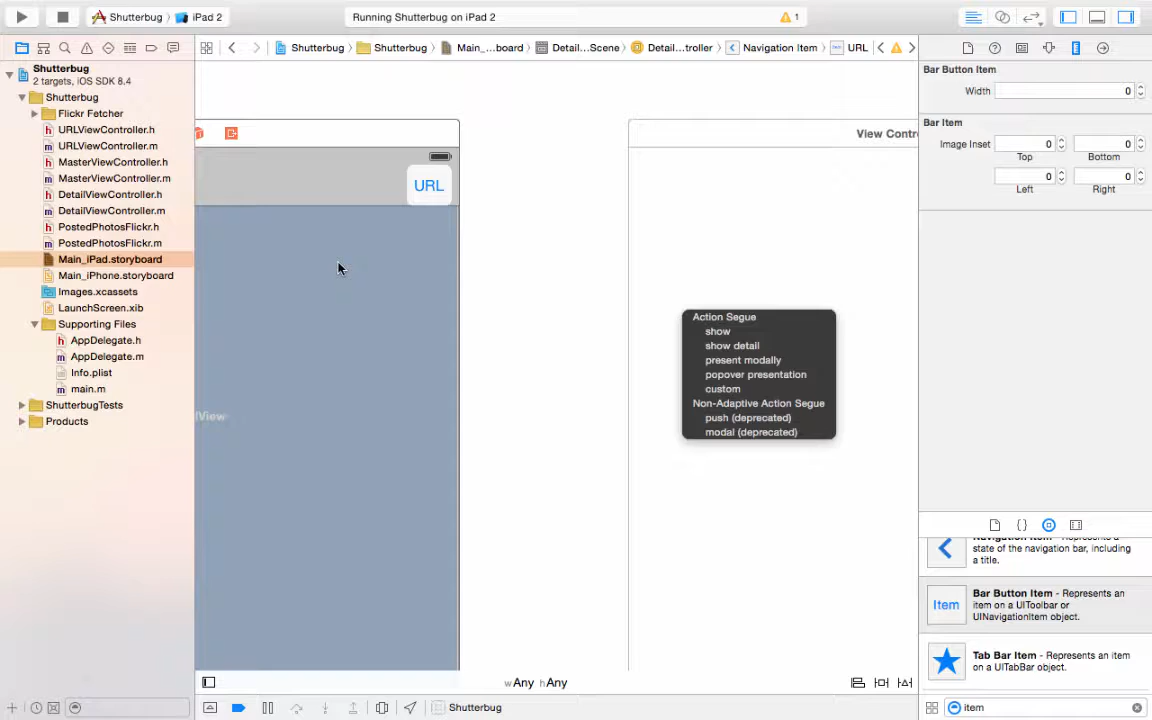 Shutterbug
iPad 2
Running Shutterbug on iPad 2
1
Shutterbug
Shutterbug
Main_...board
Detail...Scene
Detail...troller
Navigation Item
URL
Shutterbug
2 targets, iOS SDK 8.4
Shutterbug
Flickr Fetcher
URLViewController.h
URLViewController.m
MasterViewController.h
MasterViewController.m
DetailViewController.h
DetailViewController.m
PostedPhotosFlickr.h
PostedPhotosFlickr.m
Main_iPad.storyboard
Main_iPhone.storyboard
Images.xcassets
LaunchScreen.xib
Supporting Files
AppDelegate.h
AppDelegate.m
Info.plist
main.m
ShutterbugTests
Products
URL
lView
View Contro
Action Segue
show
show detail
present modally
popover presentation
custom
Non-Adaptive Action Segue
push (deprecated)
modal (deprecated)
wAny hAny
Shutterbug
Bar Button Item
Width 0
Bar Item
Image Inset 0 0
Top Bottom
0 0
Left Right
Navigation Item - Represents a
state of the navigation bar, including
a title.
Item
Bar Button Item - Represents an
item on a UIToolbar or
UINavigationItem object.
Tab Bar Item - Represents an item
on a UITabBar object.
item